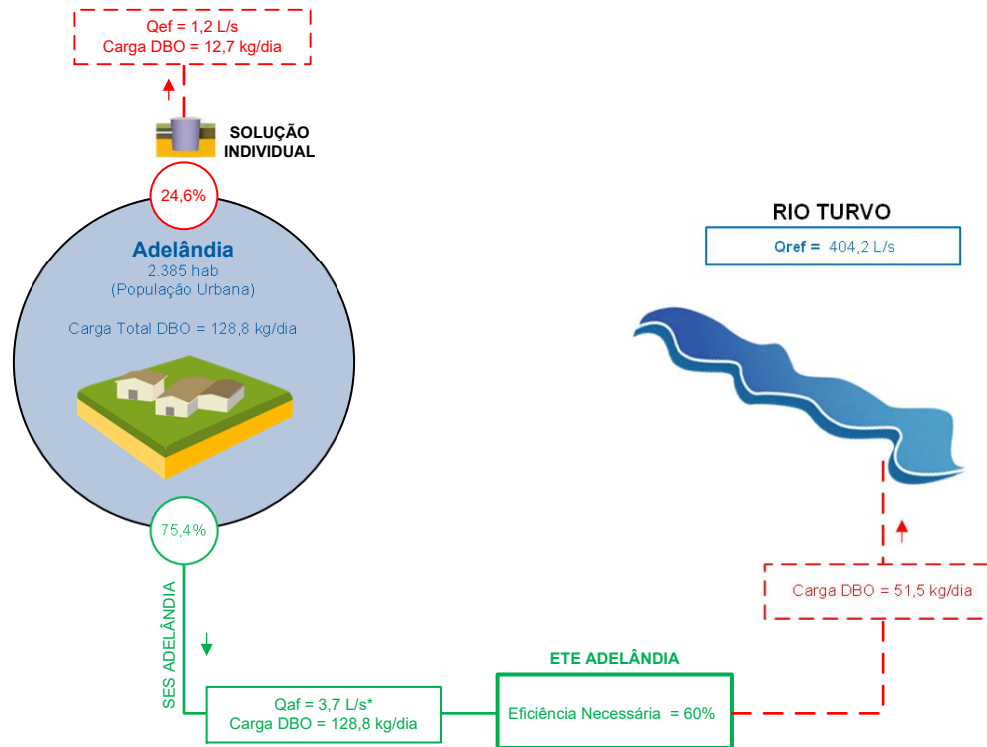 Qef = 1,2 L/s
Carga DBO = 12,7 kg/dia
SOLUÇÃO
INDIVIDUAL
24,6%
Adelândia
2.385 hab
(População Urbana)
Carga Total DBO = 128,8 kg/dia
75,4%
SES ADELÂNDIA
Qaf = 3,7 L/s*
Carga DBO = 128,8 kg/dia
ETE ADELÂNDIA
Eficiência Necessária = 60%
RIO TURVO
Qref = 404,2 L/s
Carga DBO = 51,5 kg/dia